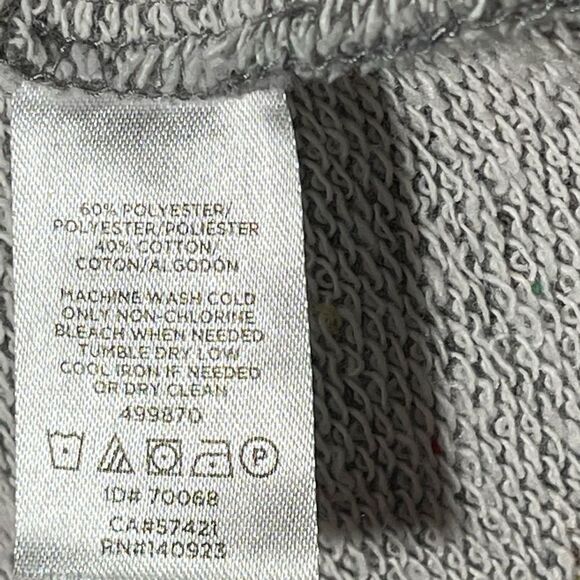 60% POLYESTER/
POLYESTER/POLIESTER
40% COTTON/
COTON/ALGODÓN
MACHINE WASH COLD
ONLY NON-CHLORINE
BLEACH WHEN NEEDED
TUMBLE DRY LOW
COOL IRON IF NEEDED
OR DRY CLEAN
499870
P
ID# 70068
CA#57421
RN#140923